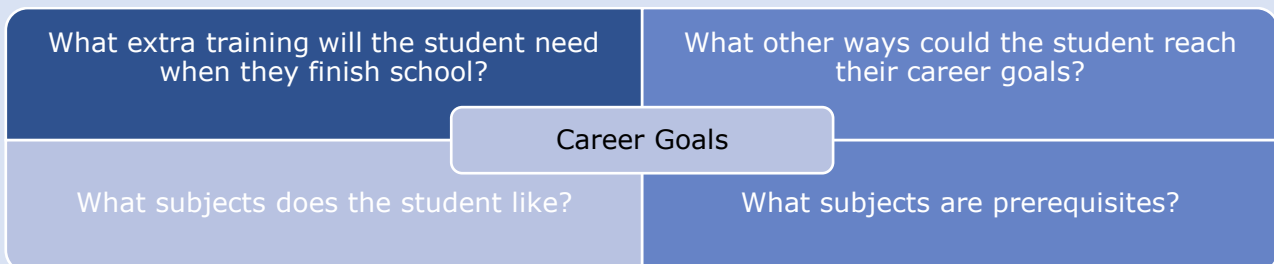 What extra training will the student need
when they finish school?
What other ways could the student reach
their career goals?
Career Goals
What subjects does the student like?
What subjects are prerequisites?